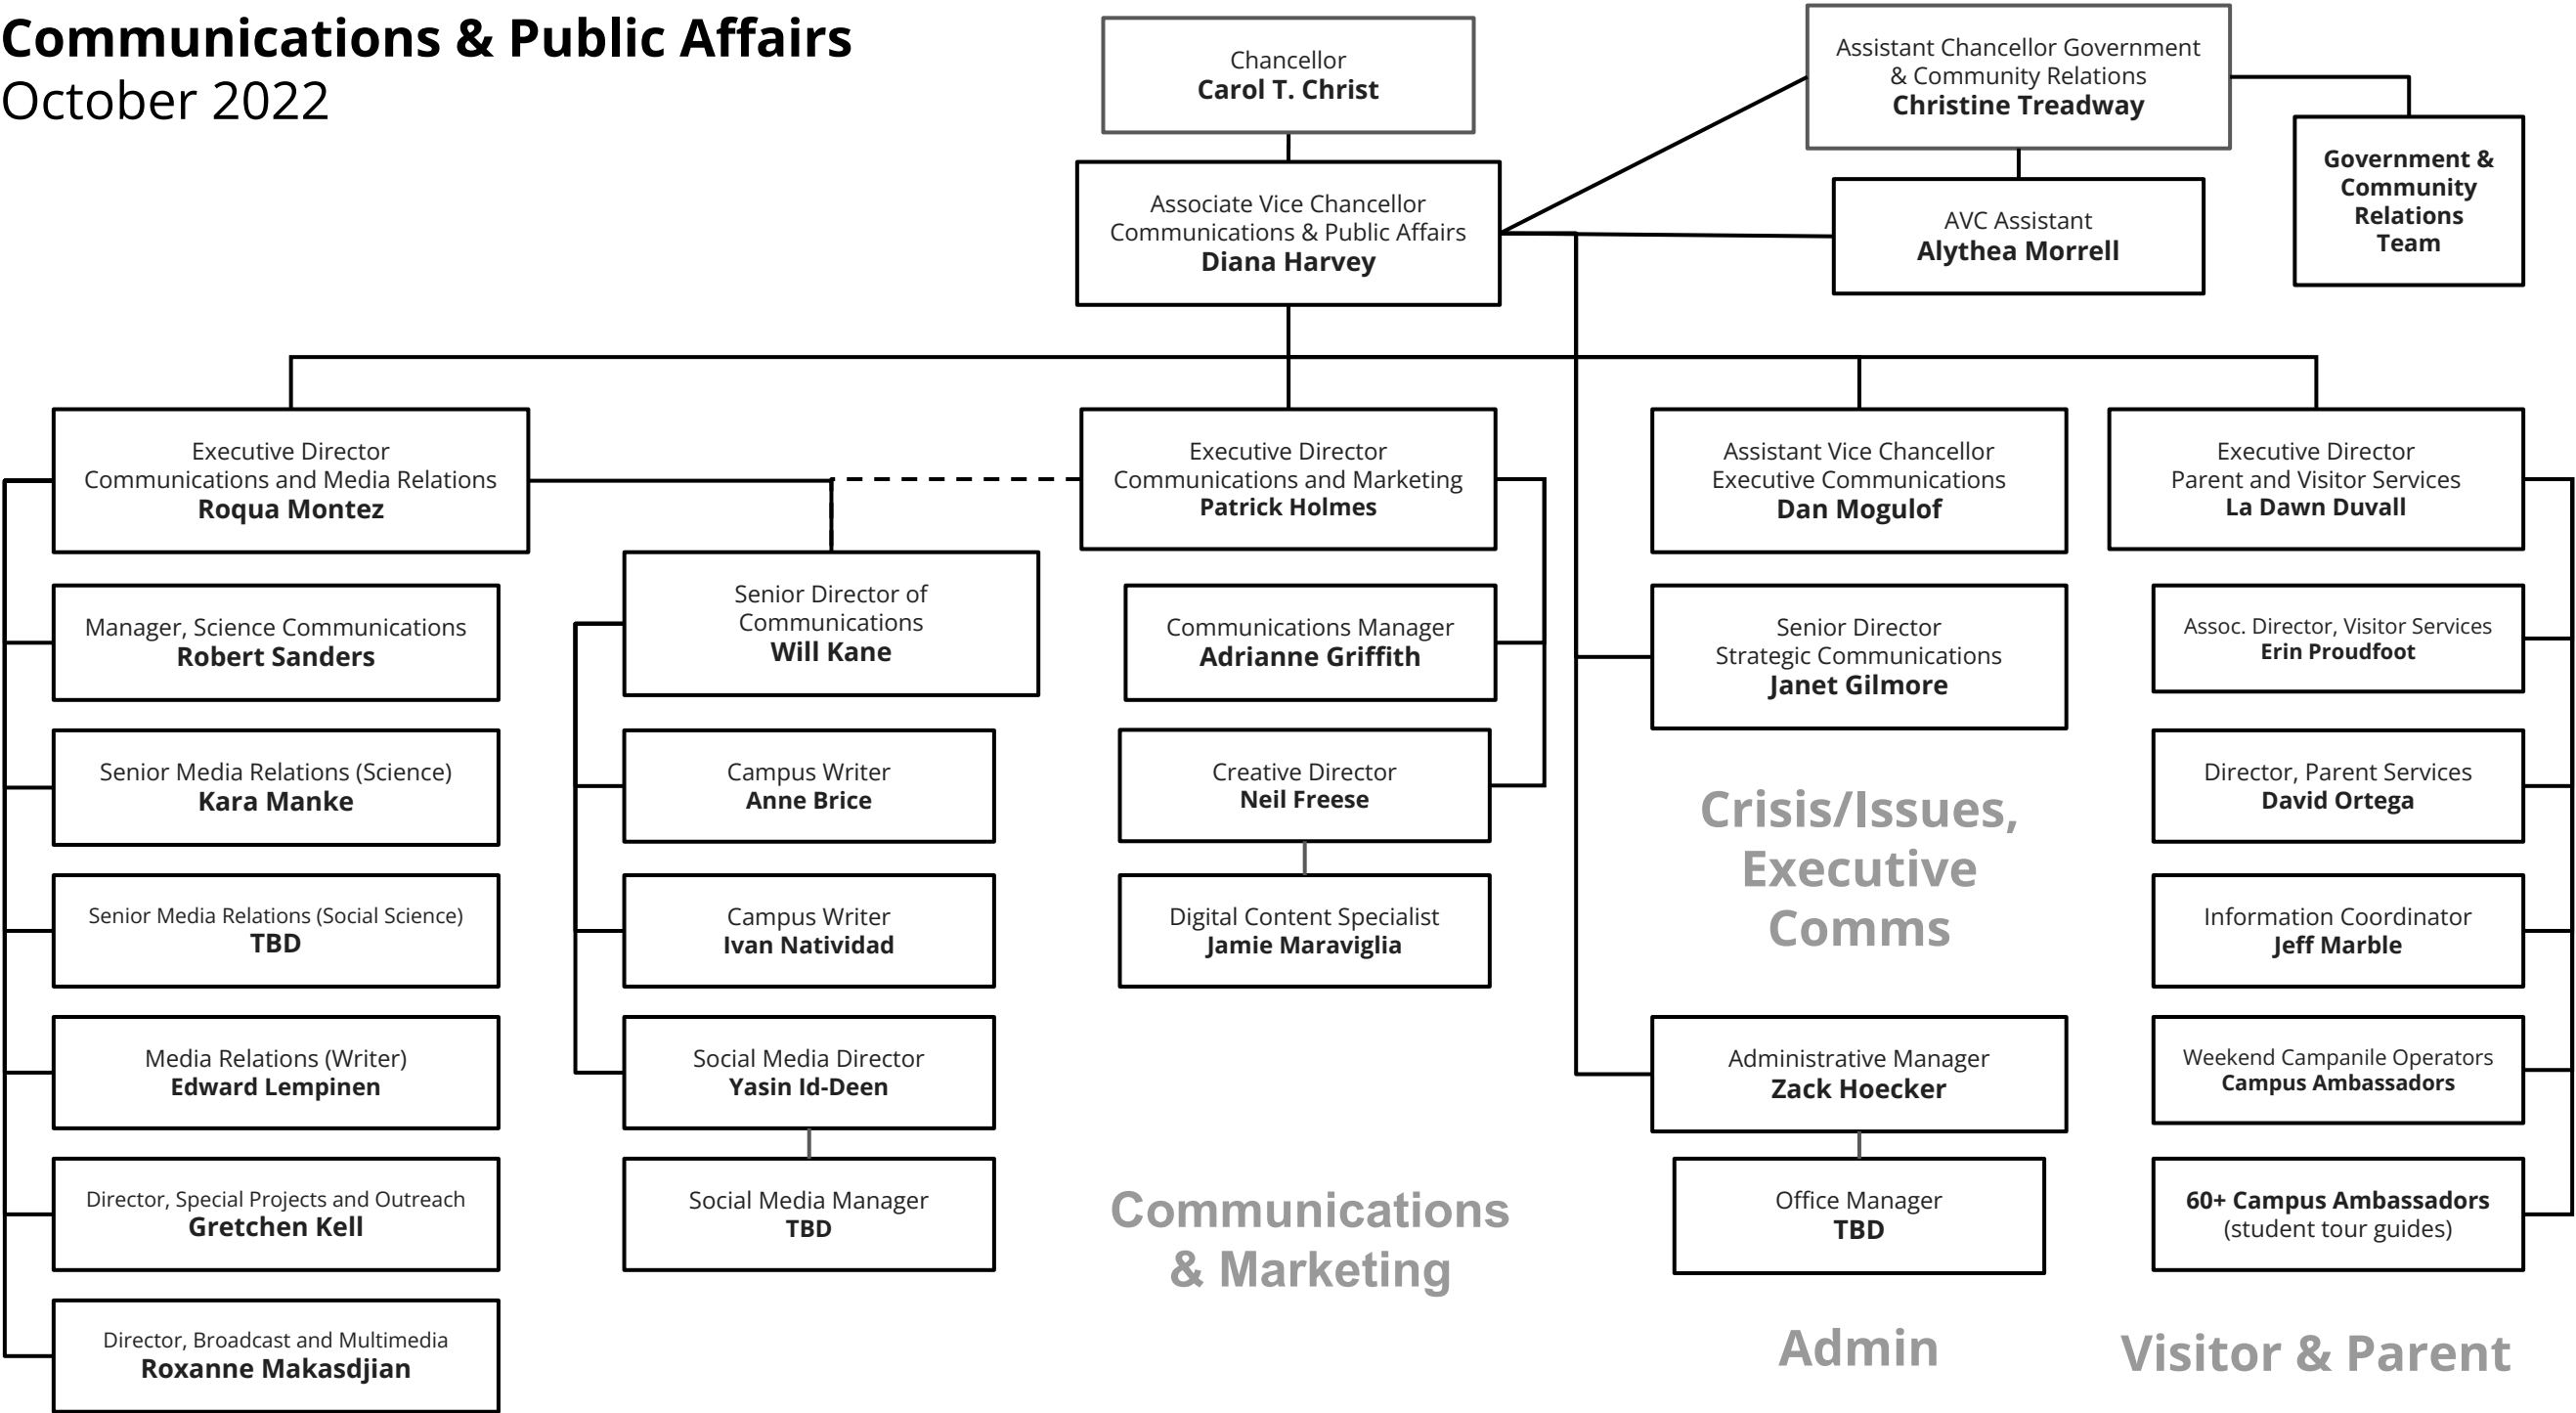 Communications & Public Affairs
October 2022
Chancellor
Carol T. Christ
Assistant Chancellor Government
& Community Relations
Christine Treadway
Government &
Community
Relations
Team
Associate Vice Chancellor
Communications & Public Affairs
Diana Harvey
AVC Assistant
Alythea Morrell
Executive Director
Communications and Media Relations
Roqua Montez
Manager, Science Communications
Robert Sanders
Senior Media Relations (Science)
Kara Manke
Senior Media Relations (Social Science)
TBD
Media Relations (Writer)
Edward Lempinen
Director, Special Projects and Outreach
Gretchen Kell
Director, Broadcast and Multimedia
Roxanne Makasdjian
Senior Director of
Communications
Will Kane
Campus Writer
Anne Brice
Campus Writer
Ivan Natividad
Social Media Director
Yasin Id-Deen
Social Media Manager
TBD
Executive Director
Communications and Marketing
Patrick Holmes
Communications Manager
Adrianne Griffith
Creative Director
Neil Freese
Digital Content Specialist
Jamie Maraviglia
Communications
& Marketing
Assistant Vice Chancellor
Executive Communications
Dan Mogulof
Senior Director
Strategic Communications
Janet Gilmore
Crisis/Issues,
Executive
Comms
Administrative Manager
Zack Hoecker
Office Manager
TBD
Admin
Executive Director
Parent and Visitor Services
La Dawn Duvall
Assoc. Director, Visitor Services
Erin Proudfoot
Director, Parent Services
David Ortega
Information Coordinator
Jeff Marble
Weekend Campanile Operators
Campus Ambassadors
60+ Campus Ambassadors
(student tour guides)
Visitor & Parent